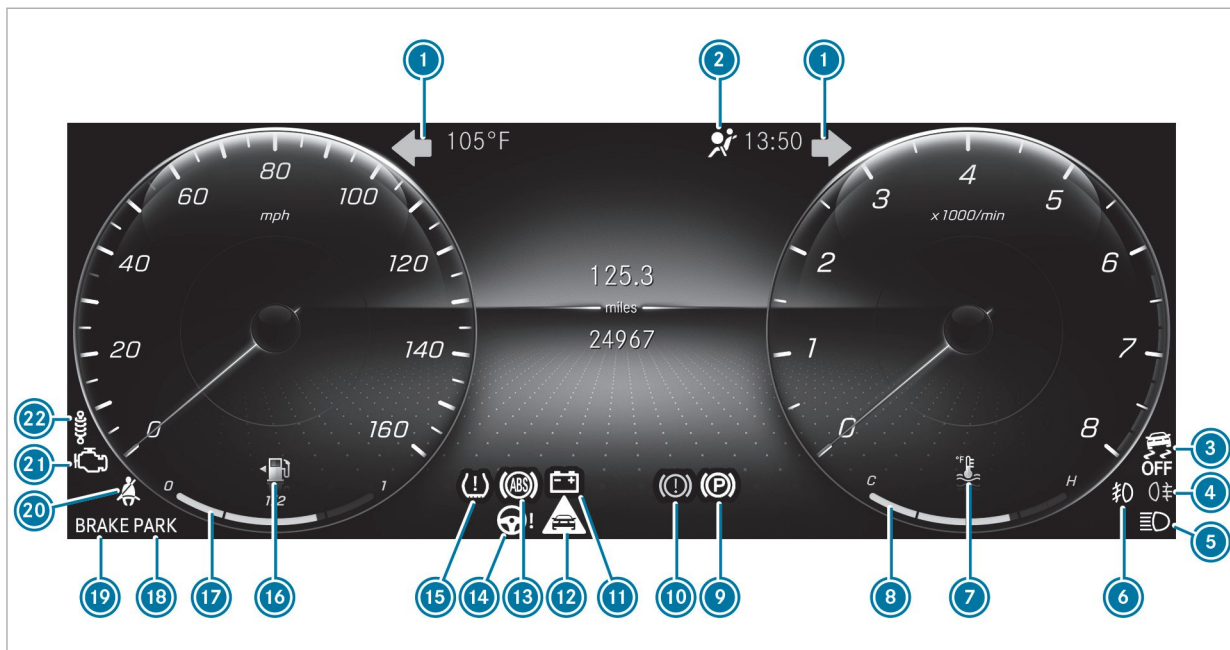 1 2 1
105°F 13:50
60 80 100
mph
40 120
20 140
0 160
125.3
miles
24967
3 4 5
x1000/min
2 6
1 7
0 8
22
21
20
0 1/2 1
BRAKE PARK
(!) ABS - +
!
(!) P
C °F H
OFF
3
4
5
19 18 17 16 15 14 13 12 11 10 9 8 7 6